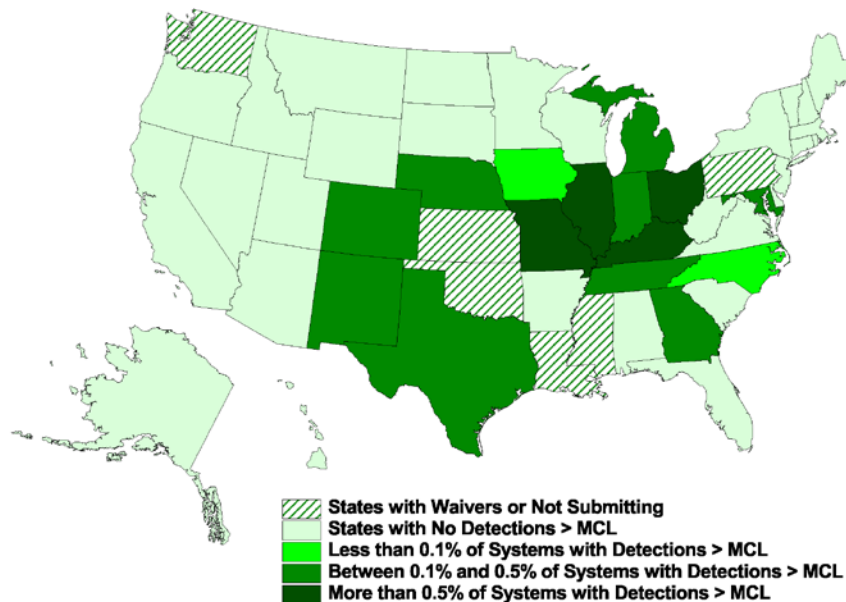 States with Waivers or Not Submitting
States with No Detections > MCL
Less than 0.1% of Systems with Detections > MCL
Between 0.1% and 0.5% of Systems with Detections > MCL
More than 0.5% of Systems with Detections > MCL